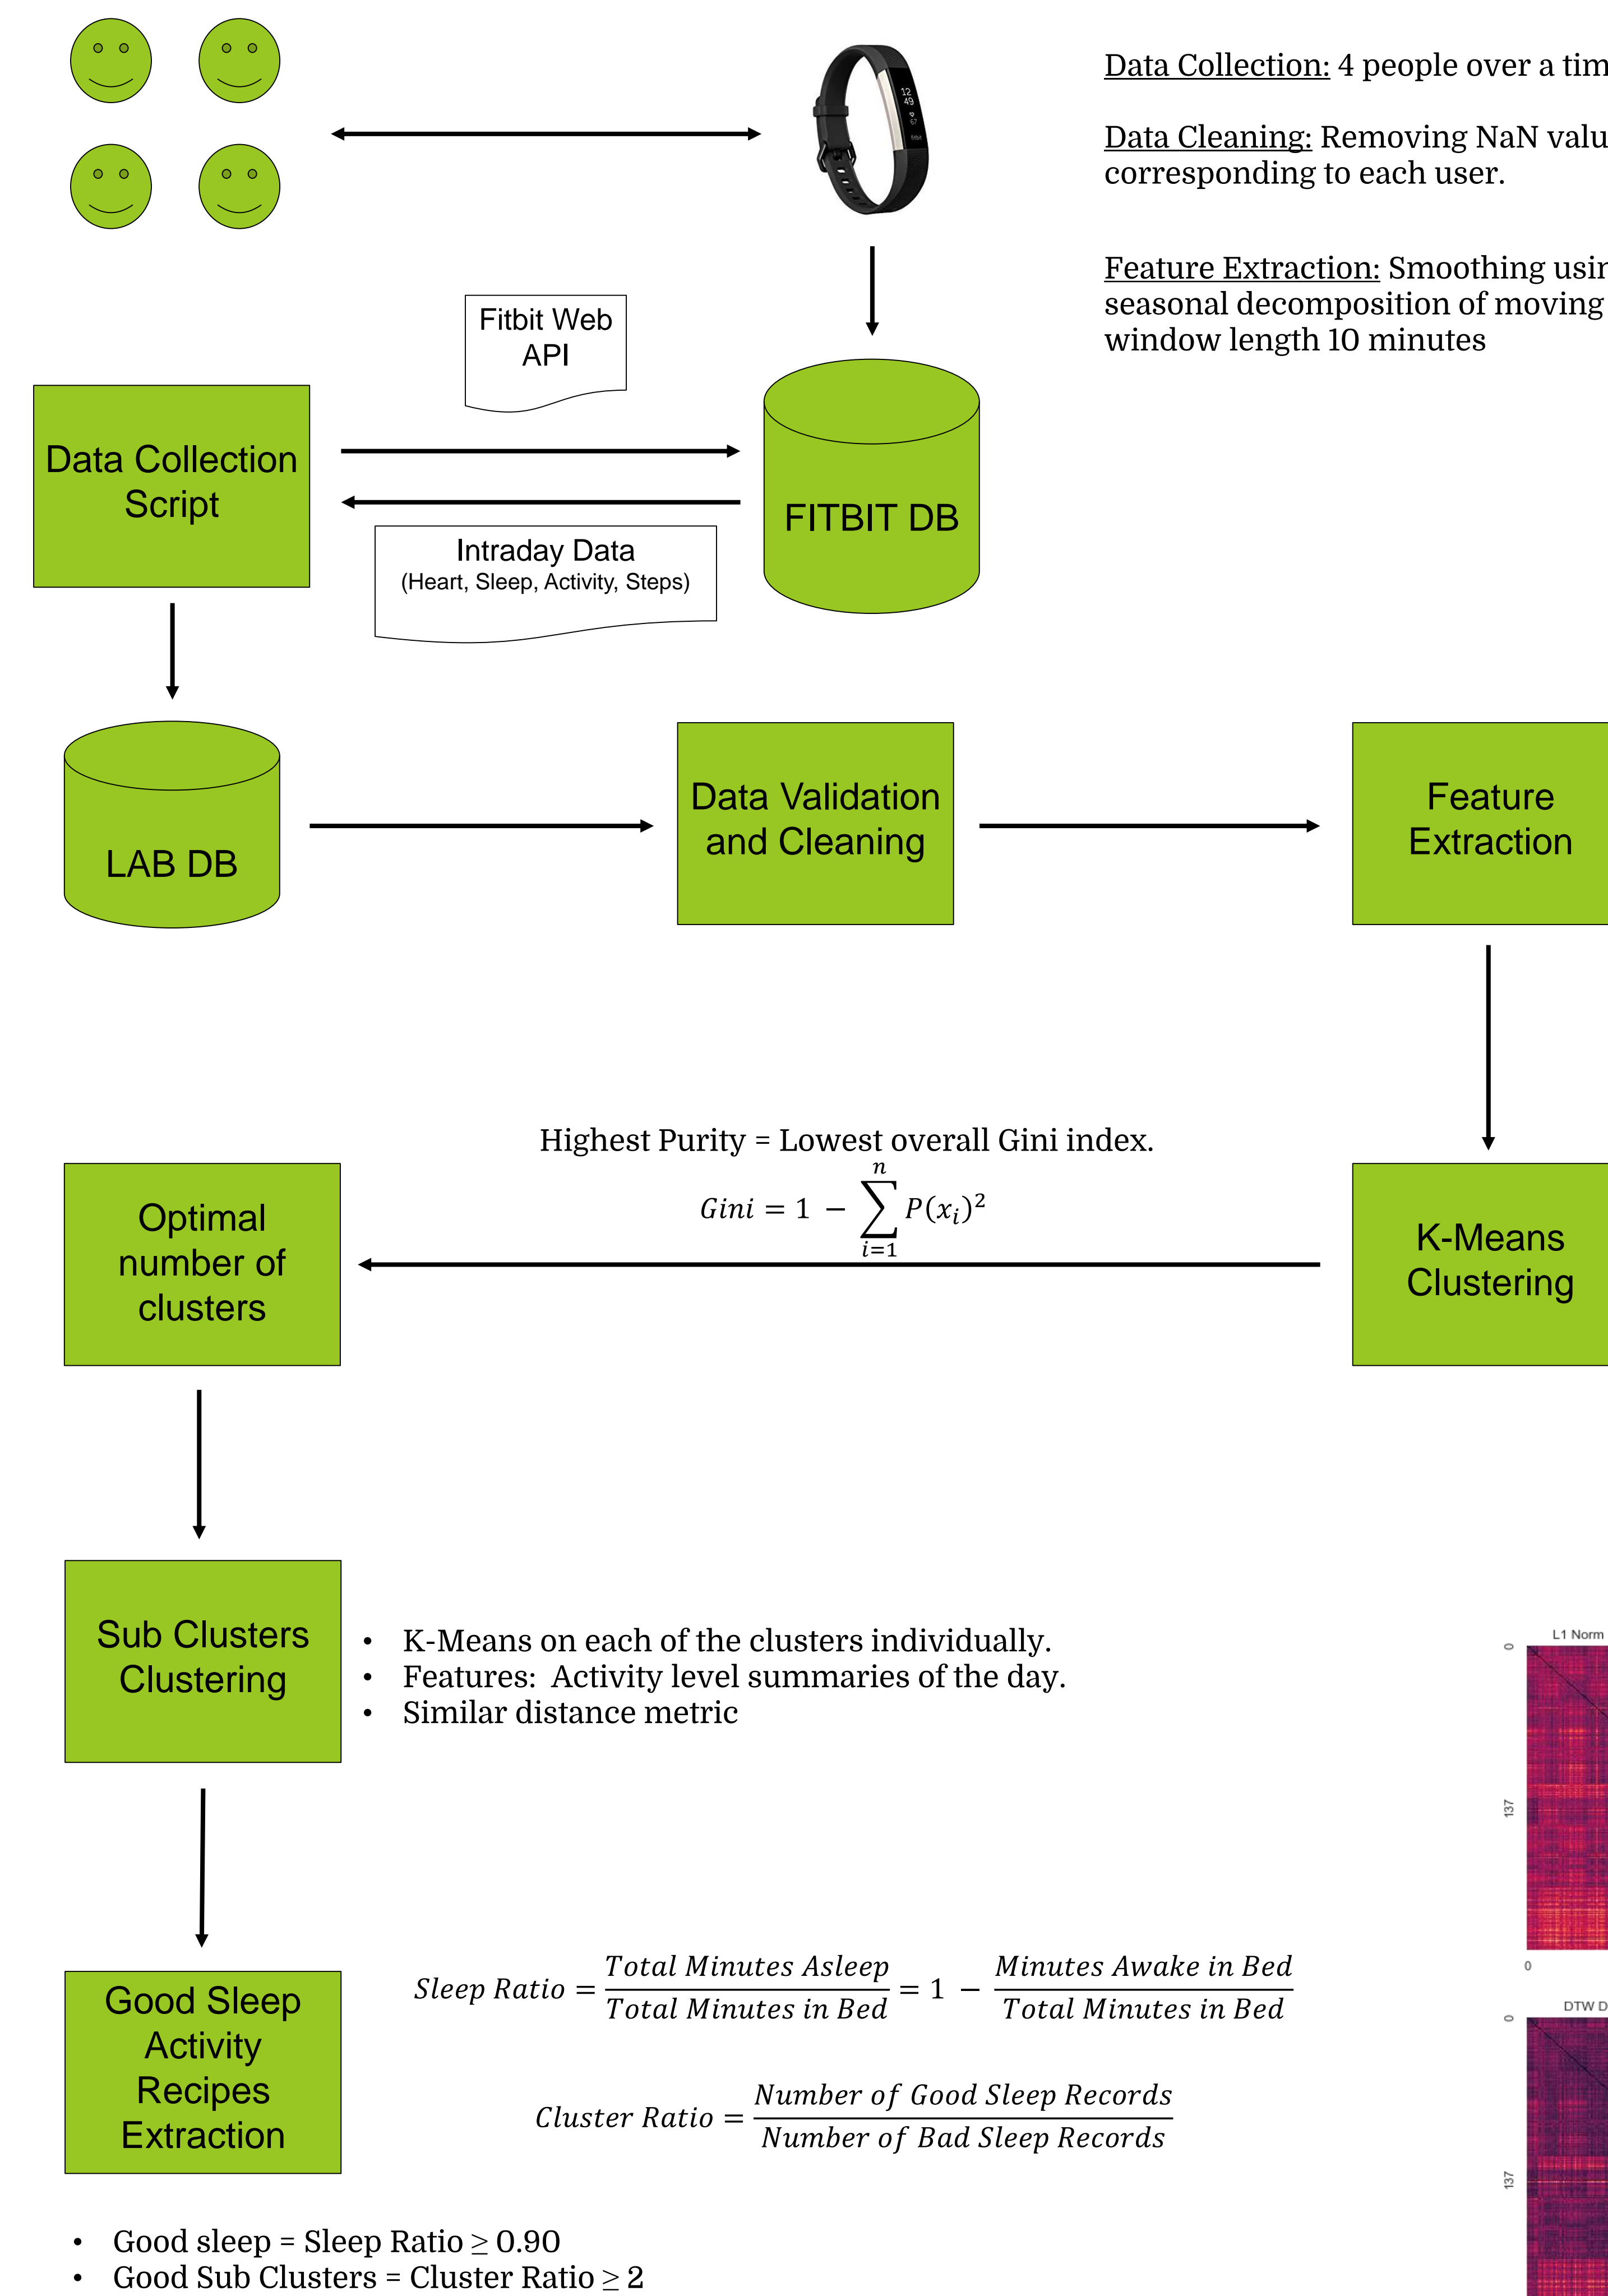 12
49
67
fitbit
Data Collection: 4 people over a tim
Data Cleaning: Removing NaN valu
corresponding to each user.
Feature Extraction: Smoothing usin
seasonal decomposition of moving
window length 10 minutes
Fitbit Web
API
Data Collection
Script
FITBIT DB
Intraday Data
(Heart, Sleep, Activity, Steps)
LAB DB
Data Validation
and Cleaning
Feature
Extraction
Highest Purity = Lowest overall Gini index.
Gini = 1 − ∑_{i=1}^{n} P(x_i)^2
Optimal
number of
clusters
K-Means
Clustering
Sub Clusters
Clustering
• K-Means on each of the clusters individually.
• Features: Activity level summaries of the day.
• Similar distance metric
L1 Norm
0
137
0
Good Sleep
Activity
Recipes
Extraction
Sleep Ratio = Total Minutes Asleep / Total Minutes in Bed = 1 − Minutes Awake in Bed / Total Minutes in Bed
Cluster Ratio = Number of Good Sleep Records / Number of Bad Sleep Records
DTW D
0
137
• Good sleep = Sleep Ratio ≥ 0.90
• Good Sub Clusters = Cluster Ratio ≥ 2